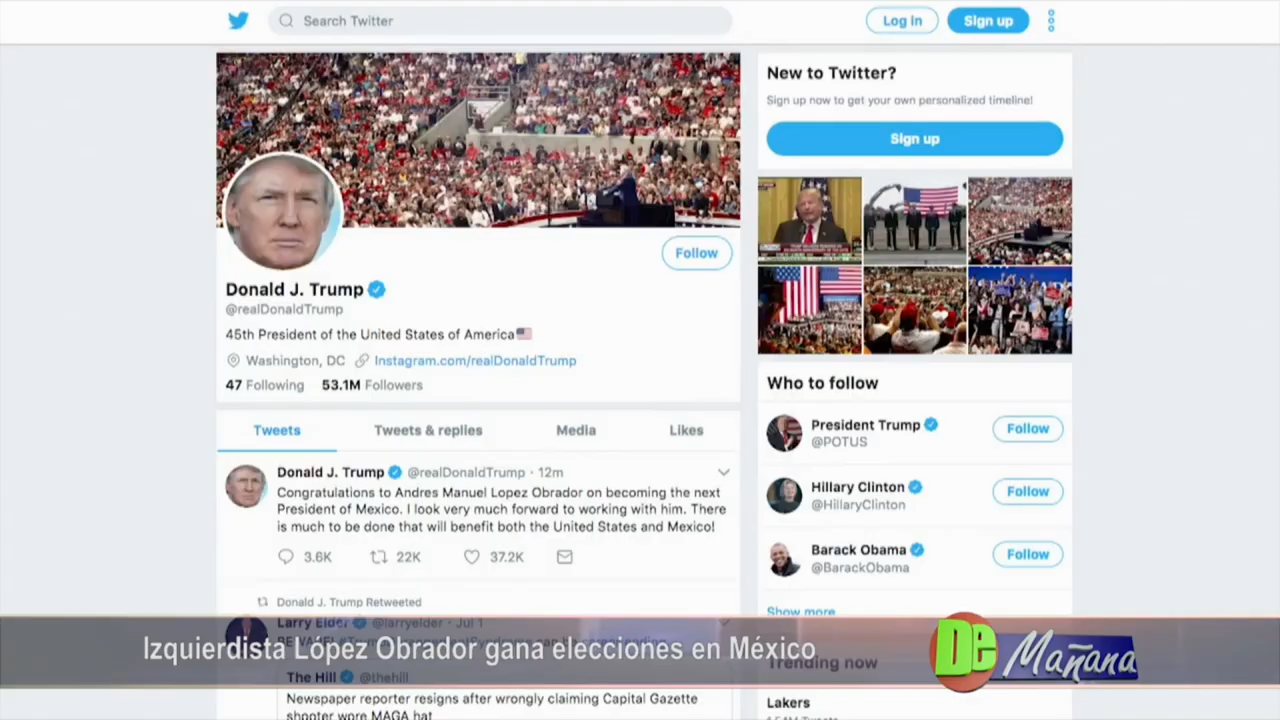 Search Twitter
Log in
Sign up
Donald J. Trump
@realDonaldTrump
45th President of the United States of America
Washington, DC
Instagram.com/realDonaldTrump
47 Following
53.1M Followers
Follow
Tweets
Tweets & replies
Media
Likes
Donald J. Trump @realDonaldTrump · 12m
Congratulations to Andres Manuel Lopez Obrador on becoming the next
President of Mexico. I look very much forward to working with him. There
is much to be done that will benefit both the United States and Mexico!
3.6K
22K
37.2K
Donald J. Trump Retweeted
Larry Elder @larryelder · Jul 1
The Hill @thehill
Newspaper reporter resigns after wrongly claiming Capital Gazette
shooter wore MAGA hat
New to Twitter?
Sign up now to get your own personalized timeline!
Sign up
Who to follow
President Trump
@POTUS
Follow
Hillary Clinton
@HillaryClinton
Follow
Barack Obama
@BarackObama
Follow
Show more
Trending now
Lakers
Izquierdista López Obrador gana elecciones en México
De Mañana